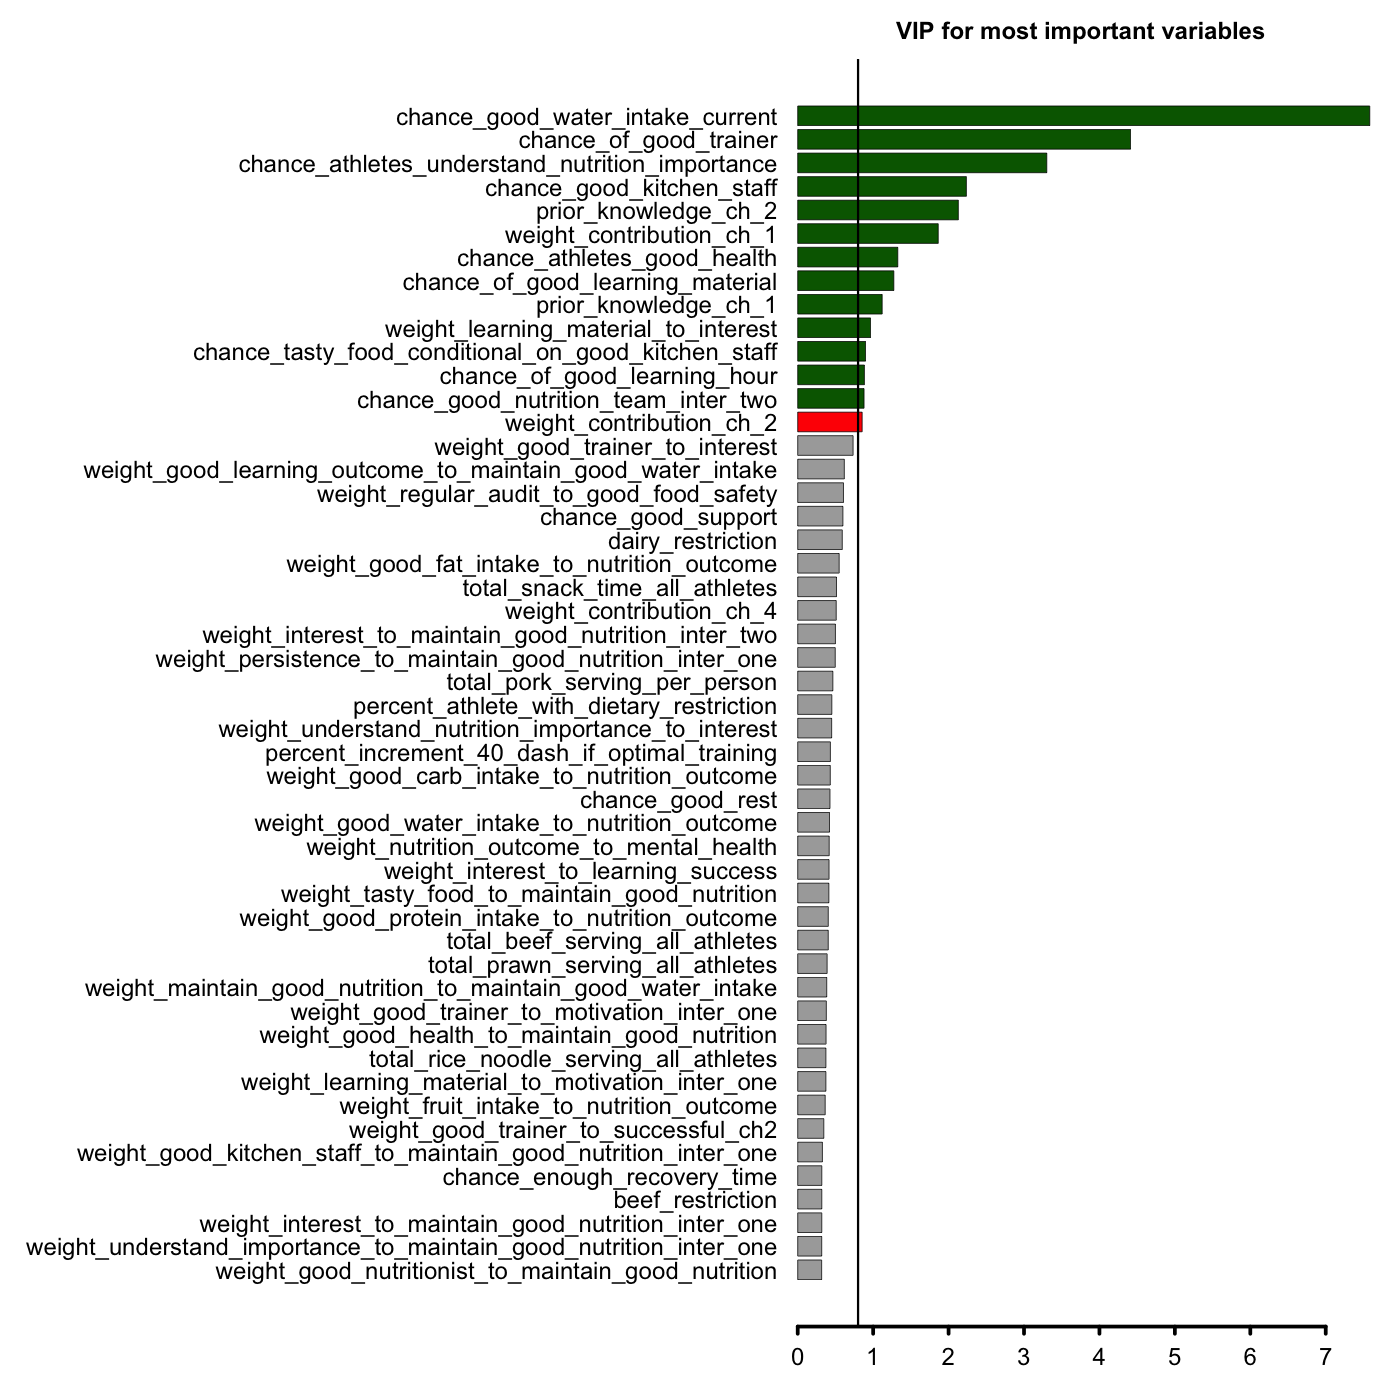 VIP for most important variables
chance_good_water_intake_current
chance_of_good_trainer
chance_athletes_understand_nutrition_importance
chance_good_kitchen_staff
prior_knowledge_ch_2
weight_contribution_ch_1
chance_athletes_good_health
chance_of_good_learning_material
prior_knowledge_ch_1
weight_learning_material_to_interest
chance_tasty_food_conditional_on_good_kitchen_staff
chance_of_good_learning_hour
chance_good_nutrition_team_inter_two
weight_contribution_ch_2
weight_good_trainer_to_interest
weight_good_learning_outcome_to_maintain_good_water_intake
weight_regular_audit_to_good_food_safety
chance_good_support
dairy_restriction
weight_good_fat_intake_to_nutrition_outcome
total_snack_time_all_athletes
weight_contribution_ch_4
weight_interest_to_maintain_good_nutrition_inter_two
weight_persistence_to_maintain_good_nutrition_inter_one
total_pork_serving_per_person
percent_athlete_with_dietary_restriction
weight_understand_nutrition_importance_to_interest
percent_increment_40_dash_if_optimal_training
weight_good_carb_intake_to_nutrition_outcome
chance_good_rest
weight_good_water_intake_to_nutrition_outcome
weight_nutrition_outcome_to_mental_health
weight_interest_to_learning_success
weight_tasty_food_to_maintain_good_nutrition
weight_good_protein_intake_to_nutrition_outcome
total_beef_serving_all_athletes
total_prawn_serving_all_athletes
weight_maintain_good_nutrition_to_maintain_good_water_intake
weight_good_trainer_to_motivation_inter_one
weight_good_health_to_maintain_good_nutrition
total_rice_noodle_serving_all_athletes
weight_learning_material_to_motivation_inter_one
weight_fruit_intake_to_nutrition_outcome
weight_good_trainer_to_successful_ch2
weight_good_kitchen_staff_to_maintain_good_nutrition_inter_one
chance_enough_recovery_time
beef_restriction
weight_interest_to_maintain_good_nutrition_inter_one
weight_understand_importance_to_maintain_good_nutrition_inter_one
weight_good_nutritionist_to_maintain_good_nutrition
0 1 2 3 4 5 6 7